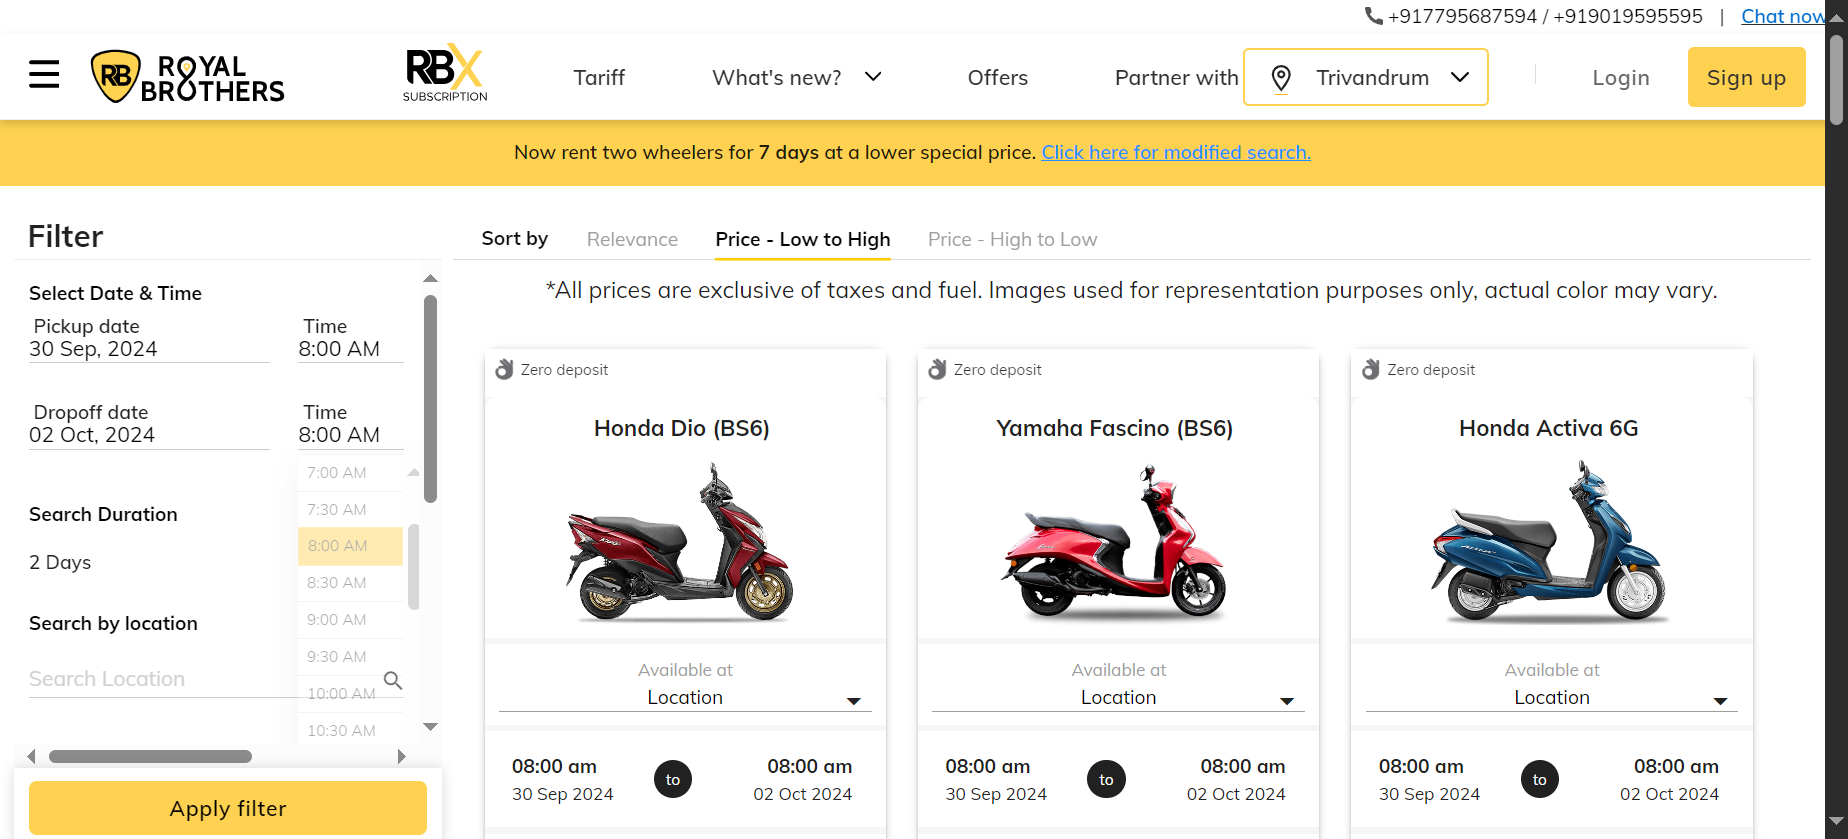 +917795687594 / +919019595595 | Chat now
RB ROYAL BROTHERS
RBX SUBSCRIPTION
Tariff
What's new?
Offers
Partner with
Trivandrum
Login
Sign up
Now rent two wheelers for 7 days at a lower special price. Click here for modified search.
Filter
Select Date & Time
Pickup date
Time
30 Sep, 2024
8:00 AM
Dropoff date
Time
02 Oct, 2024
8:00 AM
7:00 AM
7:30 AM
8:00 AM
8:30 AM
9:00 AM
9:30 AM
10:00 AM
10:30 AM
Search Duration
2 Days
Search by location
Search Location
Apply filter
Sort by
Relevance
Price - Low to High
Price - High to Low
*All prices are exclusive of taxes and fuel. Images used for representation purposes only, actual color may vary.
Zero deposit
Honda Dio (BS6)
Available at
Location
08:00 am
to
08:00 am
30 Sep 2024
02 Oct 2024
Zero deposit
Yamaha Fascino (BS6)
Available at
Location
08:00 am
to
08:00 am
30 Sep 2024
02 Oct 2024
Zero deposit
Honda Activa 6G
Available at
Location
08:00 am
to
08:00 am
30 Sep 2024
02 Oct 2024